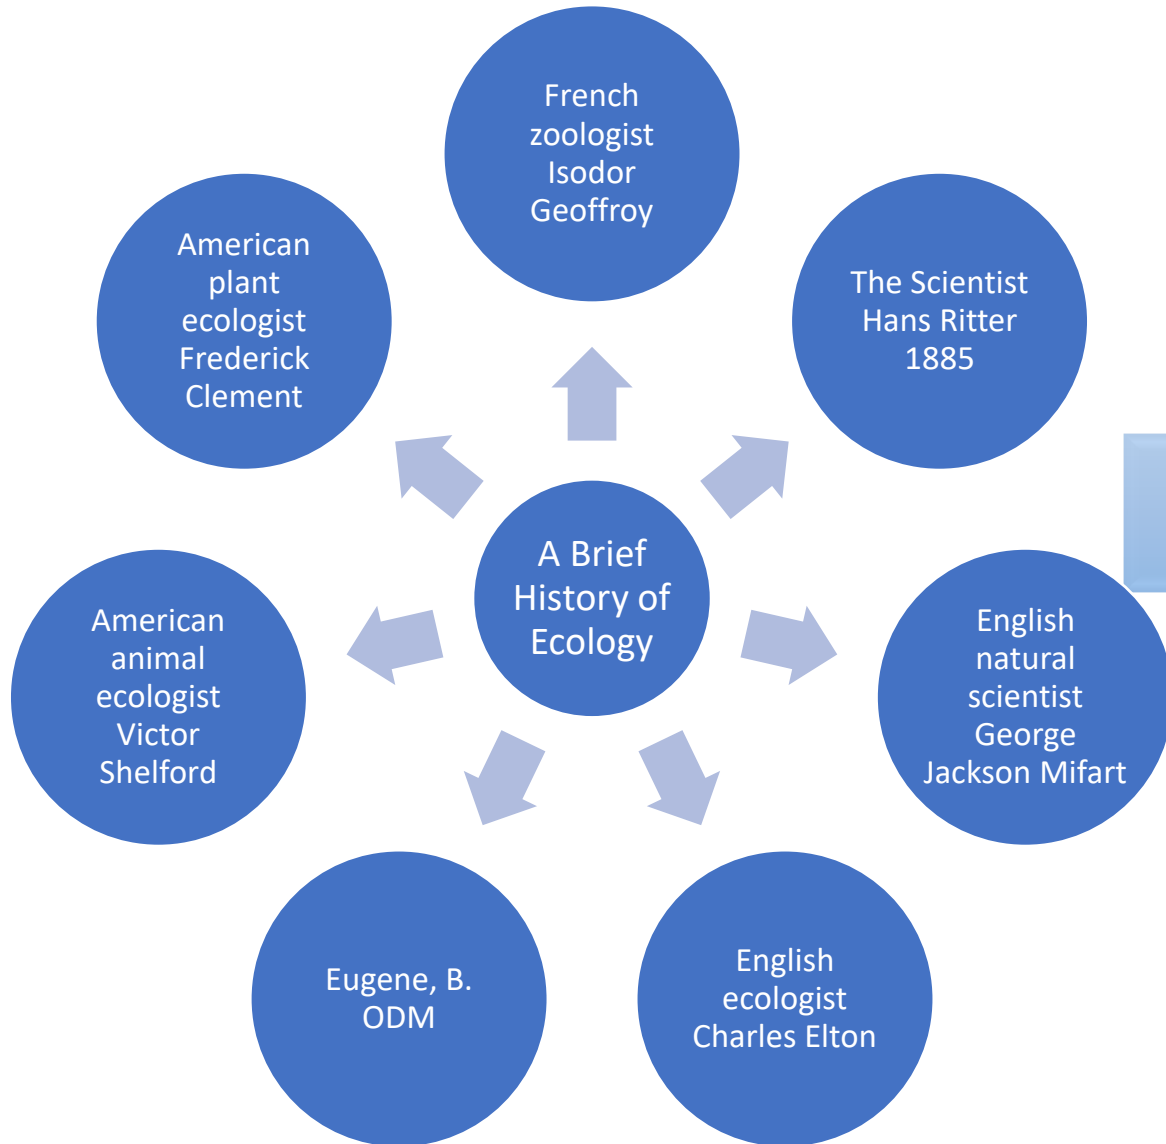 French
zoologist
Isodor
Geoffroy
The Scientist
Hans Ritter
1885
English
natural
scientist
George
Jackson Mifart
English
ecologist
Charles Elton
Eugene, B.
ODM
American
animal
ecologist
Victor
Shelford
American
plant
ecologist
Frederick
Clement
A Brief
History of
Ecology